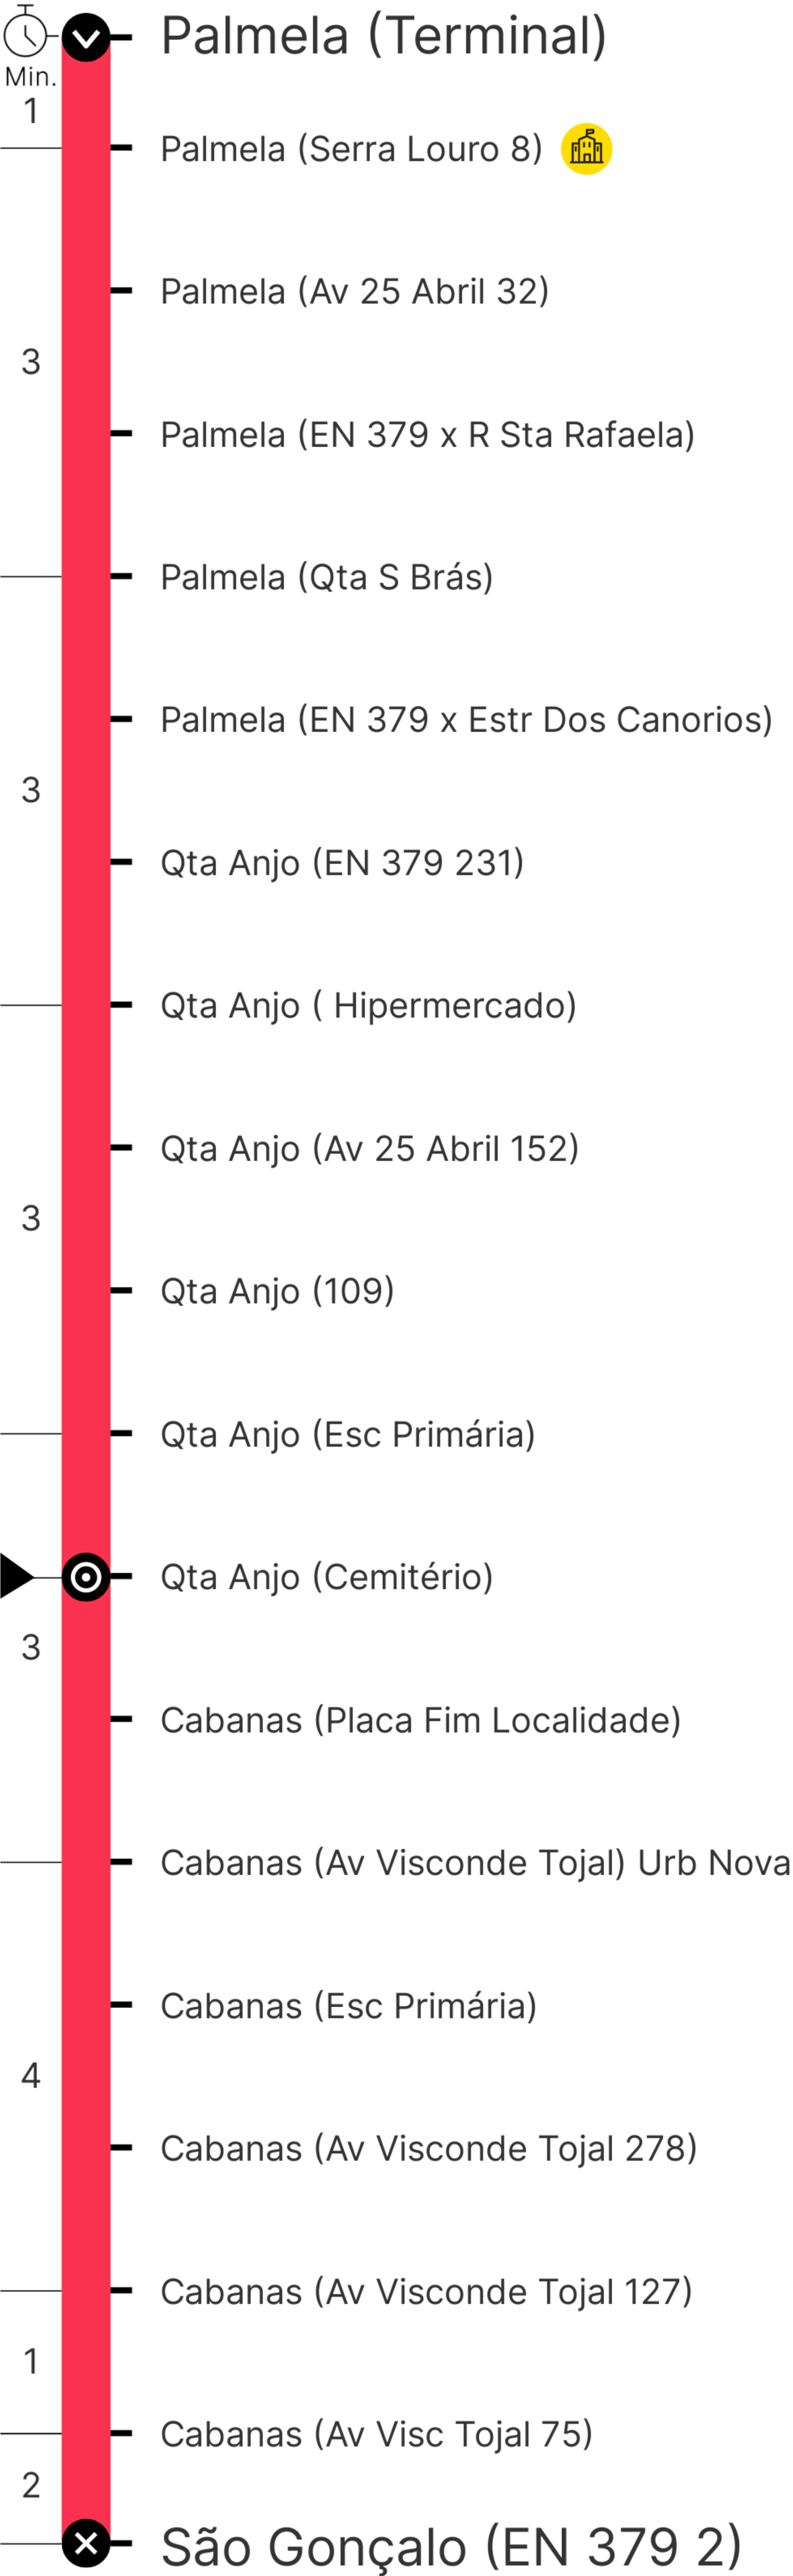 Palmela (Terminal)
Min.
1
Palmela (Serra Louro 8)
Palmela (Av 25 Abril 32)
3
Palmela (EN 379 x R Sta Rafaela)
Palmela (Qta S Brás)
Palmela (EN 379 x Estr Dos Canorios)
3
Qta Anjo (EN 379 231)
Qta Anjo ( Hipermercado)
Qta Anjo (Av 25 Abril 152)
3
Qta Anjo (109)
Qta Anjo (Esc Primária)
Qta Anjo (Cemitério)
3
Cabanas (Placa Fim Localidade)
Cabanas (Av Visconde Tojal) Urb Nova
Cabanas (Esc Primária)
4
Cabanas (Av Visconde Tojal 278)
Cabanas (Av Visconde Tojal 127)
1
Cabanas (Av Visc Tojal 75)
2
São Gonçalo (EN 379 2)